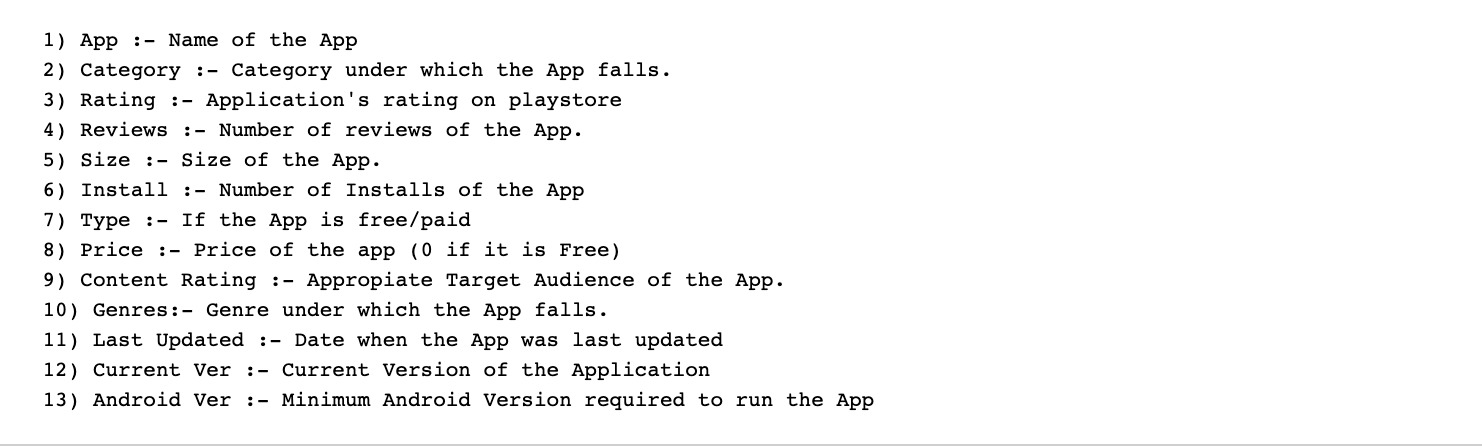 1) App :- Name of the App
2) Category :- Category under which the App falls.
3) Rating :- Application's rating on playstore
4) Reviews :- Number of reviews of the App.
5) Size :- Size of the App.
6) Install :- Number of Installs of the App
7) Type :- If the App is free/paid
8) Price :- Price of the app (0 if it is Free)
9) Content Rating :- Appropiate Target Audience of the App.
10) Genres:- Genre under which the App falls.
11) Last Updated :- Date when the App was last updated
12) Current Ver :- Current Version of the Application
13) Android Ver :- Minimum Android Version required to run the App